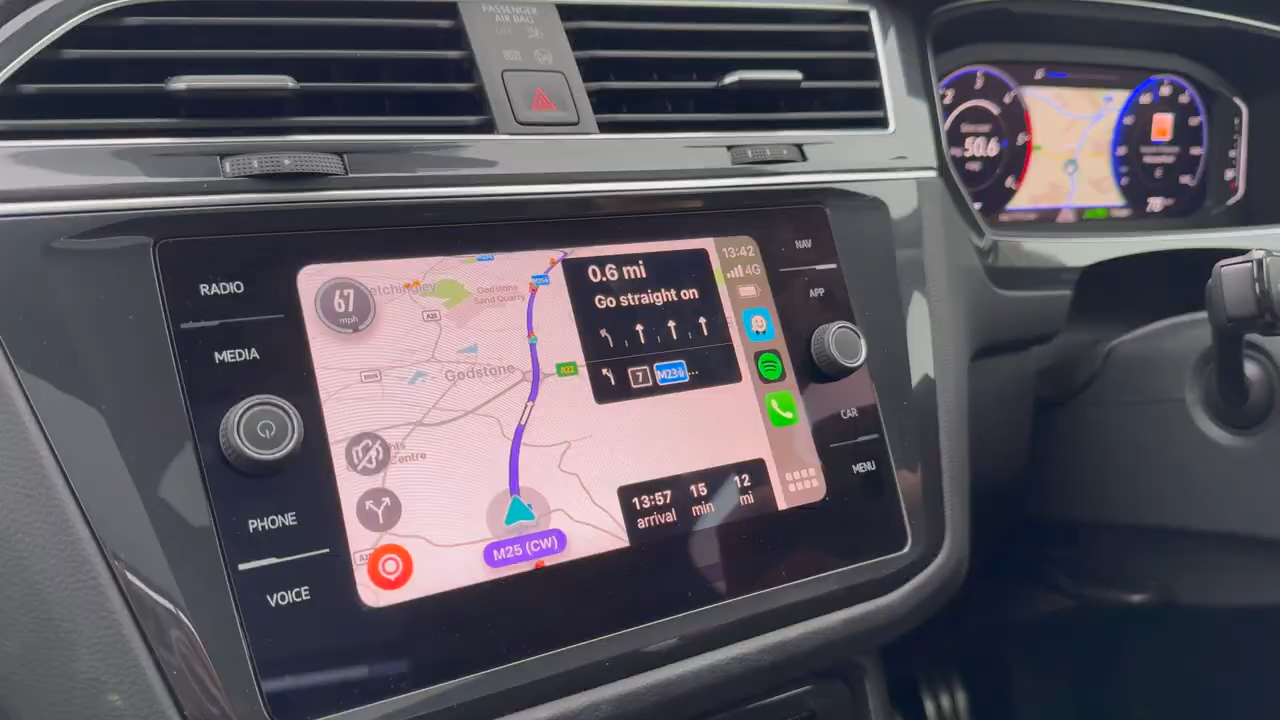 PASSENGER
AIR BAG
OFF
RADIO
MEDIA
PHONE
VOICE
67
mph
A25
Godstone
Sand Quarry
Godstone
A22
Centre
M25 (CW)
0.6 mi
Go straight on
7
M23
13:57
arrival
15
min
12
mi
13:42
4G
NAV
APP
CAR
MENU
50.6